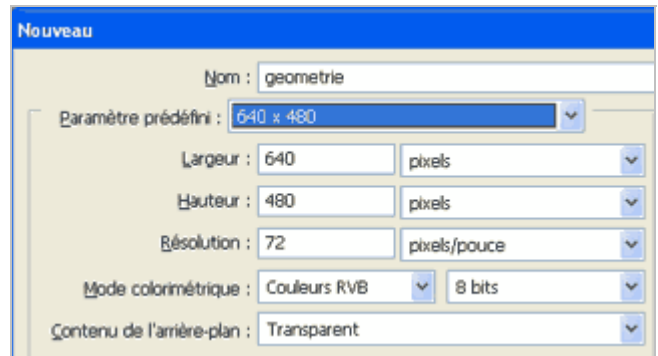 Nouveau
Nom : geometrie
Paramètre prédéfini : 640 x 480
Largeur : 640 pixels
Hauteur : 480 pixels
Résolution : 72 pixels/pouce
Mode colorimétrique : Couleurs RVB 8 bits
Contenu de l'arrière-plan : Transparent